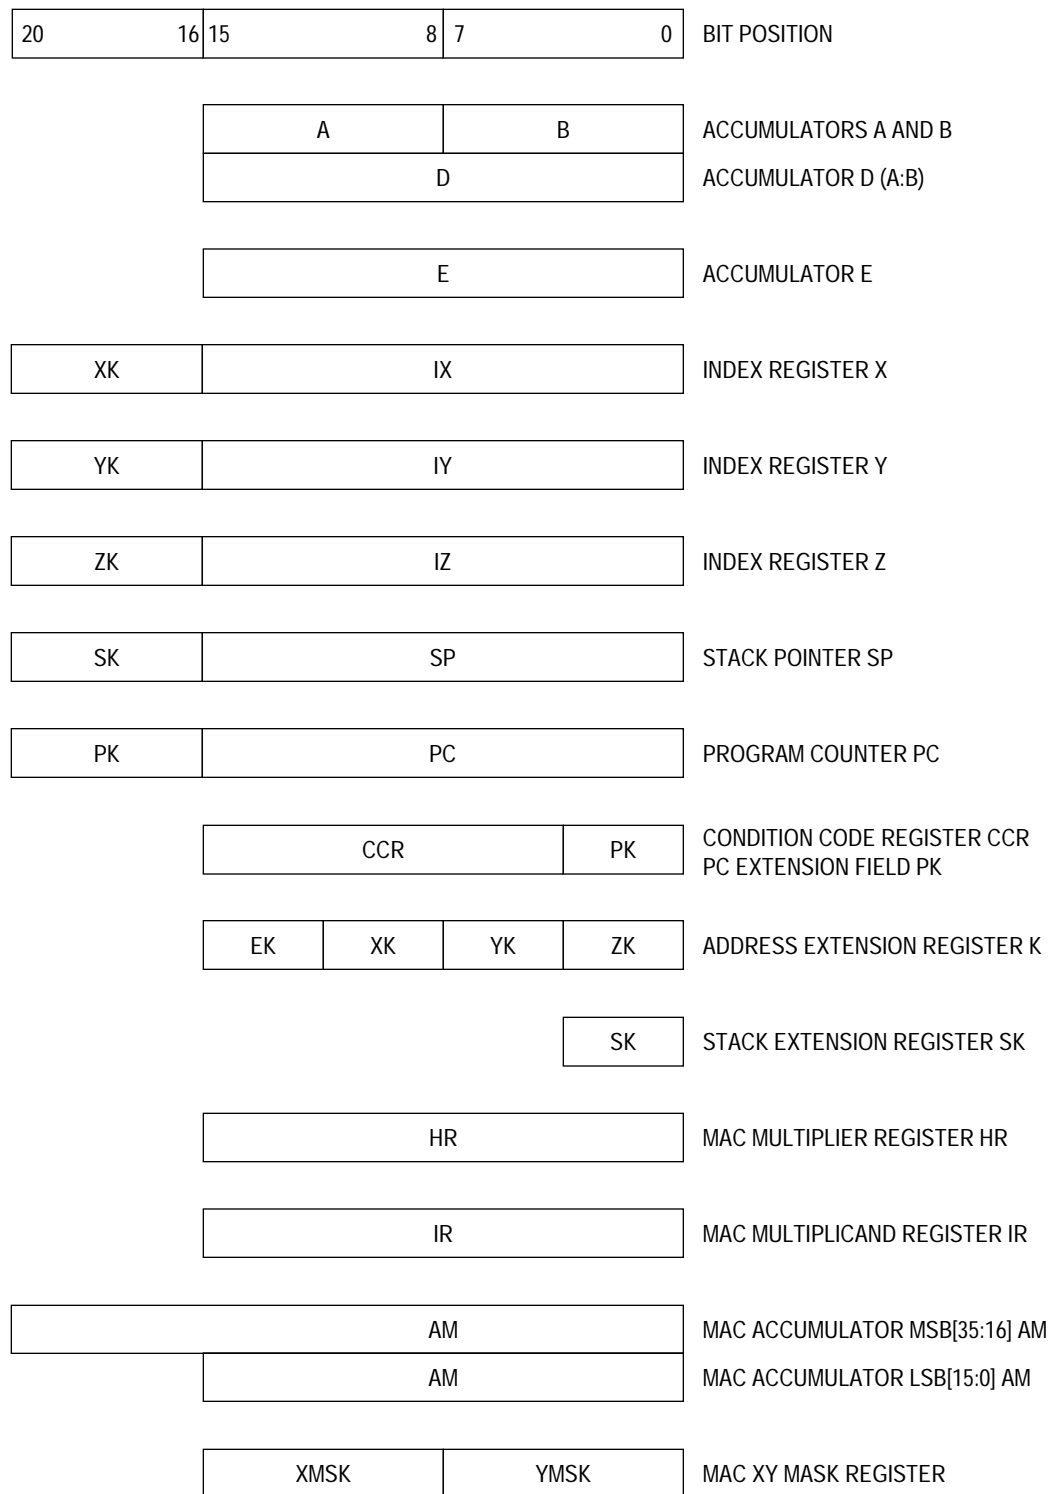 20 16 15 8 7 0 BIT POSITION
A B ACCUMULATORS A AND B
D ACCUMULATOR D (A:B)
E ACCUMULATOR E
XK IX INDEX REGISTER X
YK IY INDEX REGISTER Y
ZK IZ INDEX REGISTER Z
SK SP STACK POINTER SP
PK PC PROGRAM COUNTER PC
CCR PK CONDITION CODE REGISTER CCR
PC EXTENSION FIELD PK
EK XK YK ZK ADDRESS EXTENSION REGISTER K
SK STACK EXTENSION REGISTER SK
HR MAC MULTIPLIER REGISTER HR
IR MAC MULTIPLICAND REGISTER IR
AM MAC ACCUMULATOR MSB[35:16] AM
AM MAC ACCUMULATOR LSB[15:0] AM
XMSK YMSK MAC XY MASK REGISTER